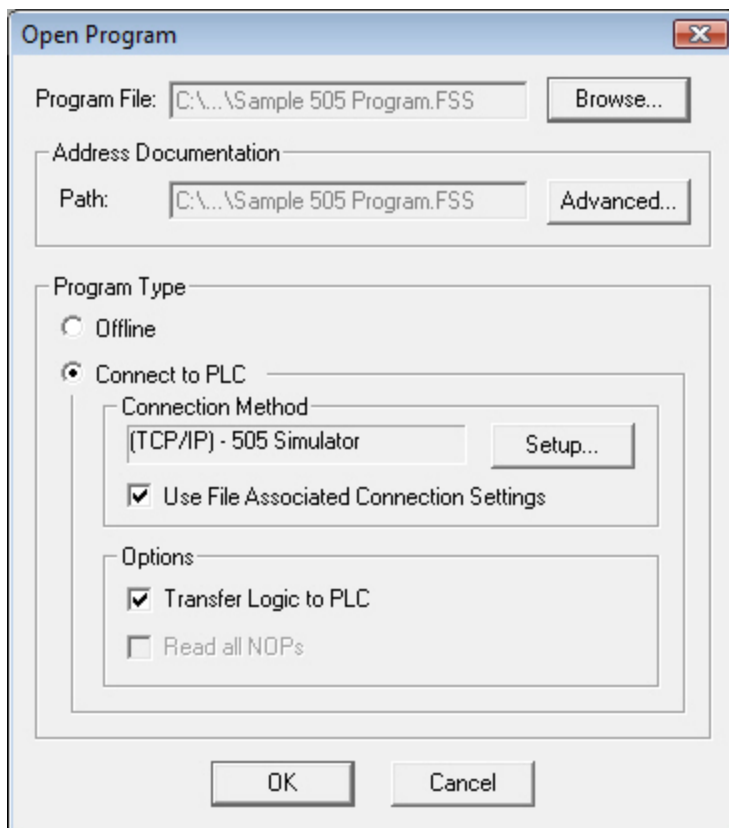 Open Program
Program File: C:\...\Sample 505 Program.FSS Browse...
Address Documentation
Path: C:\...\Sample 505 Program.FSS Advanced...
Program Type
Offline
Connect to PLC
Connection Method
(TCP/IP) - 505 Simulator Setup...
Use File Associated Connection Settings
Options
Transfer Logic to PLC
Read all NOPs
OK Cancel